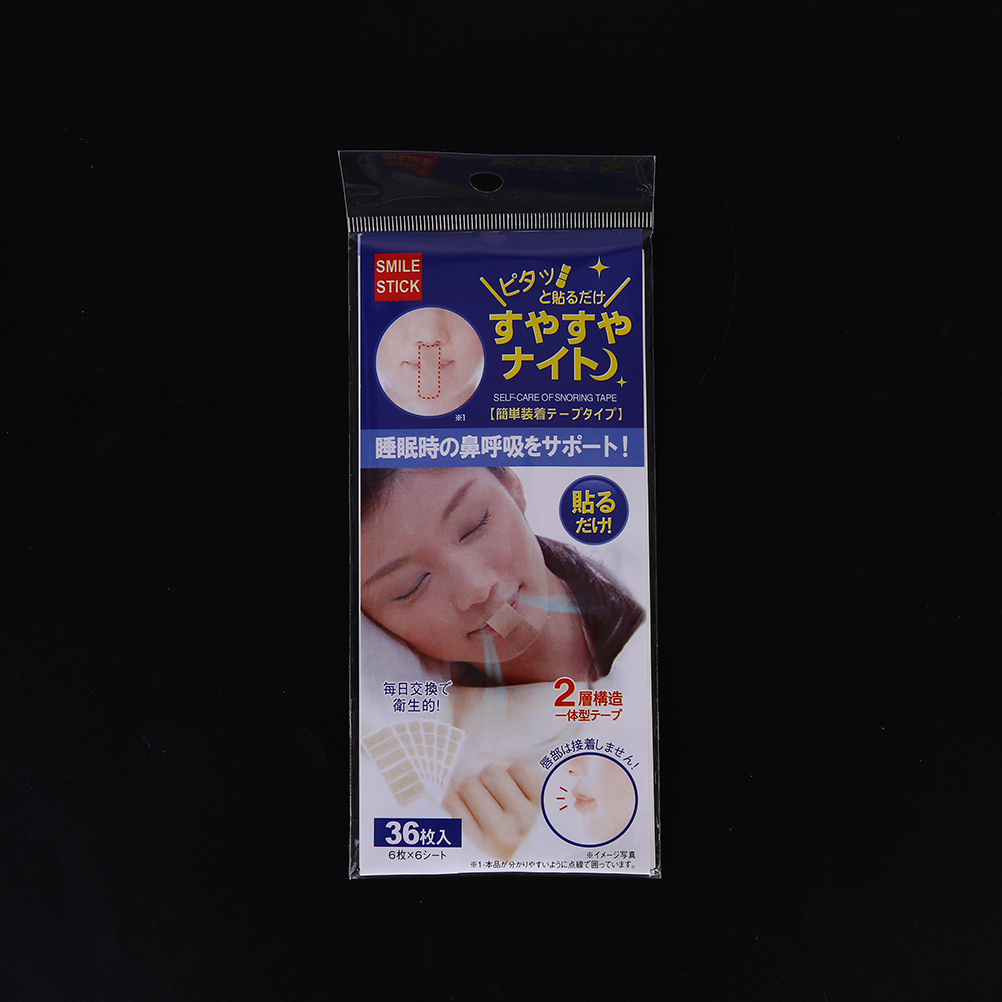 SMILE
STICK
ピタッ
と貼るだけ
すやすや
ナイト
SELF-CARE OF SNORING TAPE
【簡単装着テープタイプ】
※1
睡眠時の鼻呼吸をサポート!
貼る
だけ!
毎日交換で
衛生的!
2層構造
一体型テープ
唇部は接着しません!
36枚入
6枚×6シート
※イメージ写真
※1-本品が分かりやすいように点線で囲っています。